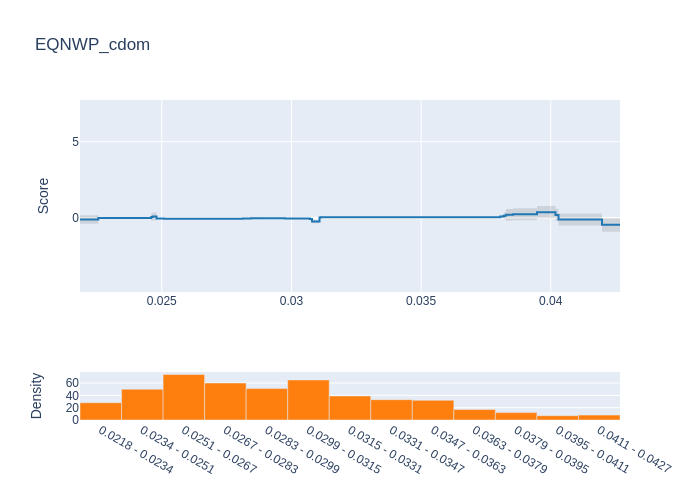 EQNWP_cdom
Score
5
0
0.025
0.03
0.035
0.04
Density
60
40
20
0
0.0218 - 0.0234
0.0234 - 0.0251
0.0251 - 0.0267
0.0267 - 0.0283
0.0283 - 0.0299
0.0299 - 0.0315
0.0315 - 0.0331
0.0331 - 0.0347
0.0347 - 0.0363
0.0363 - 0.0379
0.0379 - 0.0395
0.0395 - 0.0411
0.0411 - 0.0427